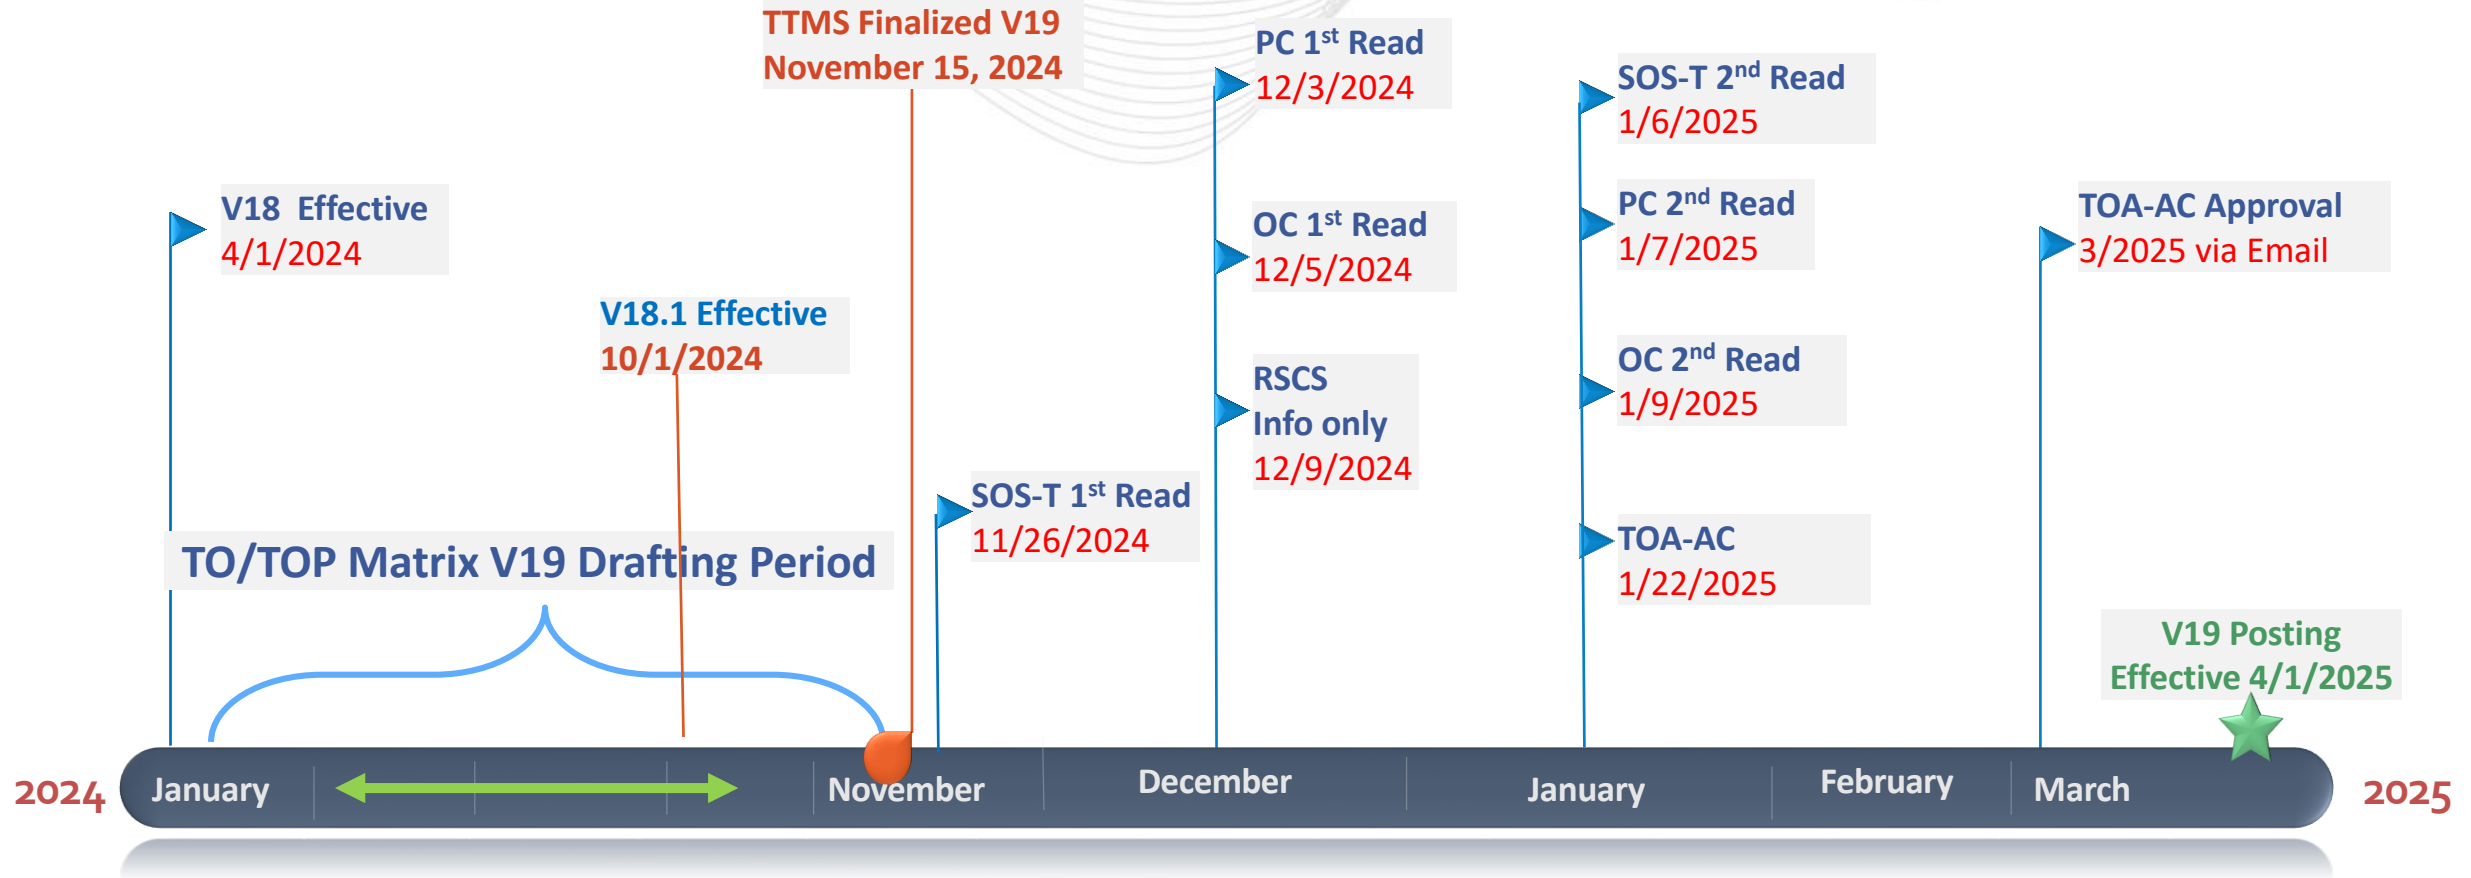 TTMS Finalized V19
November 15, 2024
PC 1st Read
12/3/2024
SOS-T 2nd Read
1/6/2025
V18  Effective
4/1/2024
OC 1st Read
12/5/2024
PC 2nd Read
1/7/2025
TOA-AC Approval
3/2025 via Email
V18.1 Effective
10/1/2024
RSCS
Info only
12/9/2024
OC 2nd Read
1/9/2025
SOS-T 1st Read
11/26/2024
TO/TOP Matrix V19 Drafting Period
TOA-AC
1/22/2025
V19 Posting
Effective 4/1/2025
2024
January
November
December
January
February
March
2025